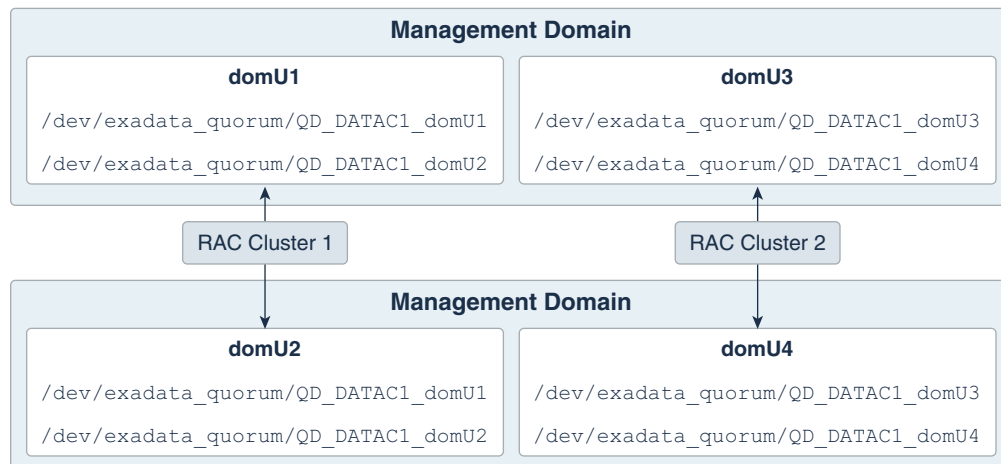 Management Domain
domU1
/dev/exadata_quorum/QD_DATAC1_domU1
/dev/exadata_quorum/QD_DATAC1_domU2
domU3
/dev/exadata_quorum/QD_DATAC1_domU3
/dev/exadata_quorum/QD_DATAC1_domU4
RAC Cluster 1
RAC Cluster 2
Management Domain
domU2
/dev/exadata_quorum/QD_DATAC1_domU1
/dev/exadata_quorum/QD_DATAC1_domU2
domU4
/dev/exadata_quorum/QD_DATAC1_domU3
/dev/exadata_quorum/QD_DATAC1_domU4